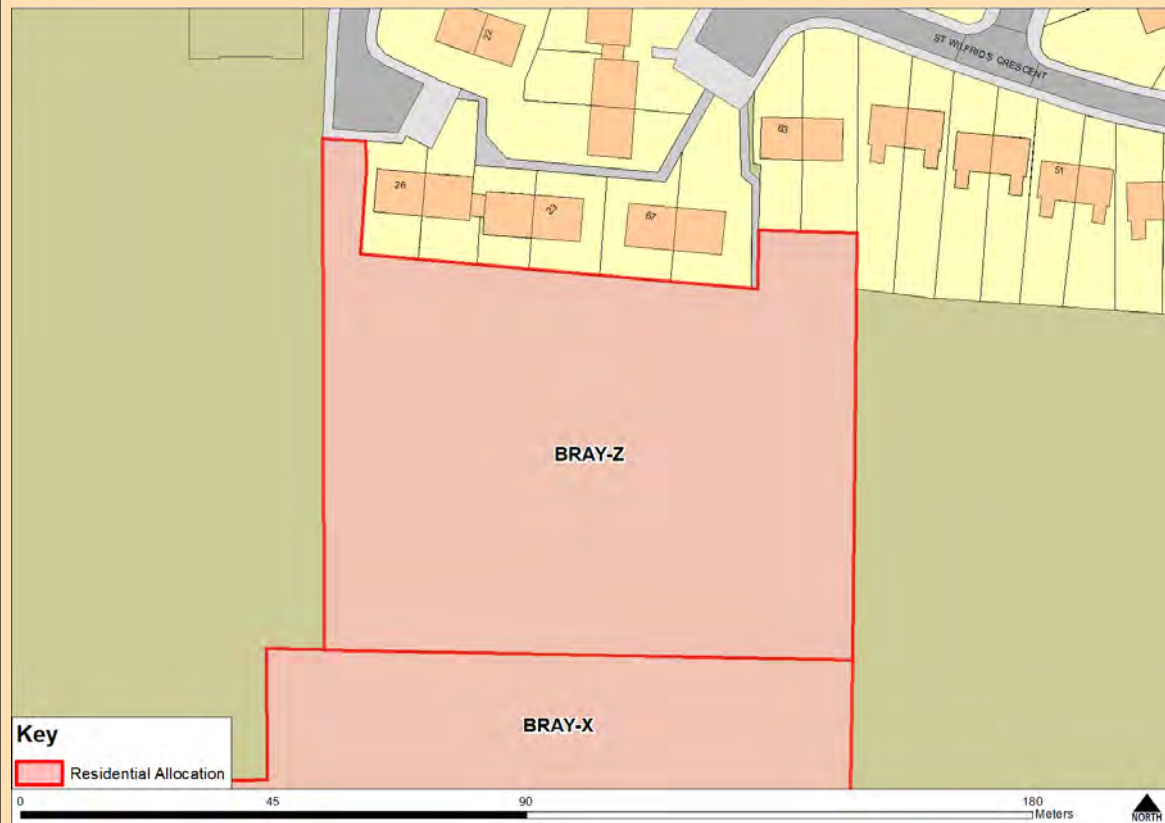 22
ST WILFRID'S CRESCENT
63
26
23
67
51
BRAY-Z
BRAY-X
Key
Residential Allocation
0 45 90 180
Meters
NORTH